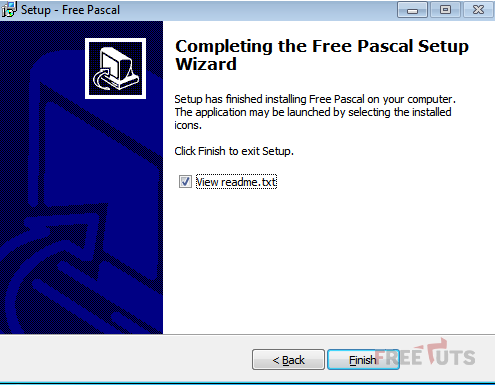 Setup - Free Pascal
Completing the Free Pascal Setup
Wizard
Setup has finished installing Free Pascal on your computer.
The application may be launched by selecting the installed
icons.
Click Finish to exit Setup.
View readme.txt
< Back
Finish
FREETUTS